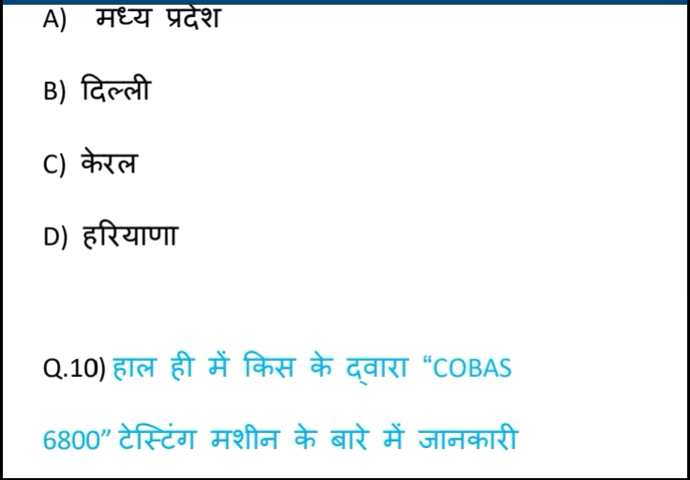 A) मध्य प्रदेश
B) दिल्ली
C) केरल
D) हरियाणा
Q.10) हाल ही में किस के द्वारा “COBAS
6800” टेस्टिंग मशीन के बारे में जानकारी